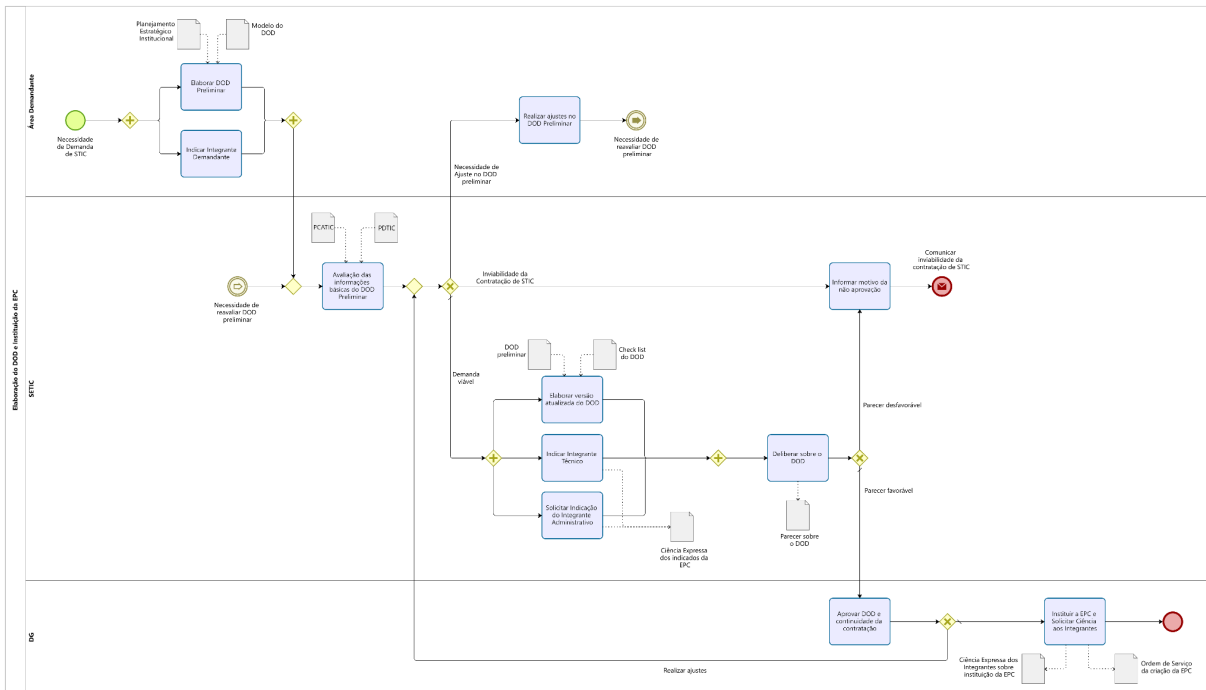 Elaboração do DOD e Instituição da EPC
Área Demandante
Planejamento
Estratégico
Institucional
Modelo do
DOD
Elaborar DOD
Preliminar
Necessidade
de Demanda
de STIC
Indicar Integrante
Demandante
Realizar ajustes no
DOD Preliminar
Necessidade de
reavaliar DOD
preliminar
Necessidade de
Ajuste no DOD
preliminar
SETIC
PCATIC
PDTIC
Necessidade de
reavaliar DOD
preliminar
Avaliação das
informações
básicas do DOD
Preliminar
Inviabilidade da
Contratação de STIC
Informar motivo da
não aprovação
Comunicar
inviabilidade da
contratação de STIC
Demanda
viável
DOD
preliminar
Check list
do DOD
Elaborar versão
atualizada do DOD
Indicar Integrante
Técnico
Solicitar Indicação
do Integrante
Administrativo
Ciência Expressa
dos indicados da
EPC
Deliberar sobre o
DOD
Parecer sobre
o DOD
Parecer desfavorável
Parecer favorável
DG
Aprovar DOD e
continuidade da
contratação
Realizar ajustes
Instituir a EPC e
Solicitar Ciência
aos Integrantes
Ciência Expressa dos
Integrantes sobre
instituição da EPC
Ordem de Serviço
da criação da EPC